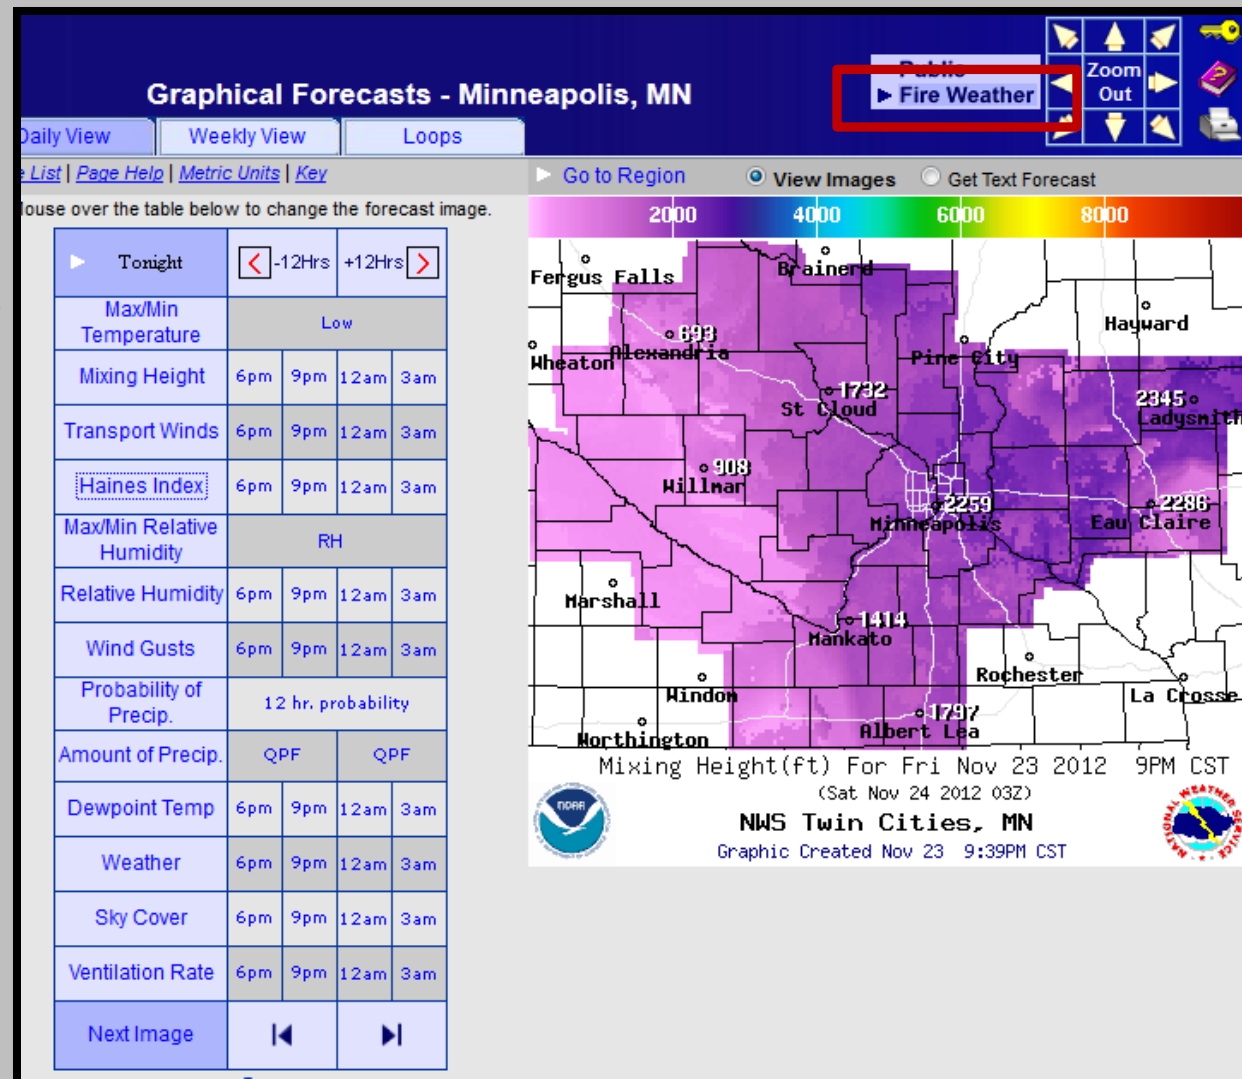 Public
Fire Weather
Zoom
Out
Graphical Forecasts - Minneapolis, MN
Daily View
Weekly View
Loops
List | Page Help | Metric Units | Key
Go to Region
View Images
Get Text Forecast
ouse over the table below to change the forecast image.
Tonight
-12Hrs
+12Hrs
Max/Min Temperature
Low
Mixing Height 6pm 9pm 12am 3am
Transport Winds 6pm 9pm 12am 3am
Haines Index 6pm 9pm 12am 3am
Max/Min Relative Humidity
RH
Relative Humidity 6pm 9pm 12am 3am
Wind Gusts 6pm 9pm 12am 3am
Probability of Precip.
12 hr. probability
Amount of Precip. QPF QPF
Dewpoint Temp 6pm 9pm 12am 3am
Weather 6pm 9pm 12am 3am
Sky Cover 6pm 9pm 12am 3am
Ventilation Rate 6pm 9pm 12am 3am
Next Image
2000 4000 6000 8000
Fergus Falls
Brainerd
Hayward
693
Alexandria
Wheaton
Pine City
1732
St Cloud
2345
Ladysmith
908
Willmar
2259
Minneapolis
2286
Eau Claire
Marshall
1414
Mankato
Rochester
Windom
La Crosse
1797
Albert Lea
Worthington
Mixing Height(ft) For Fri Nov 23 2012 9PM CST
(Sat Nov 24 2012 03Z)
NOAA
NWS Twin Cities, MN
Graphic Created Nov 23 9:39PM CST
NATIONAL WEATHER SERVICE